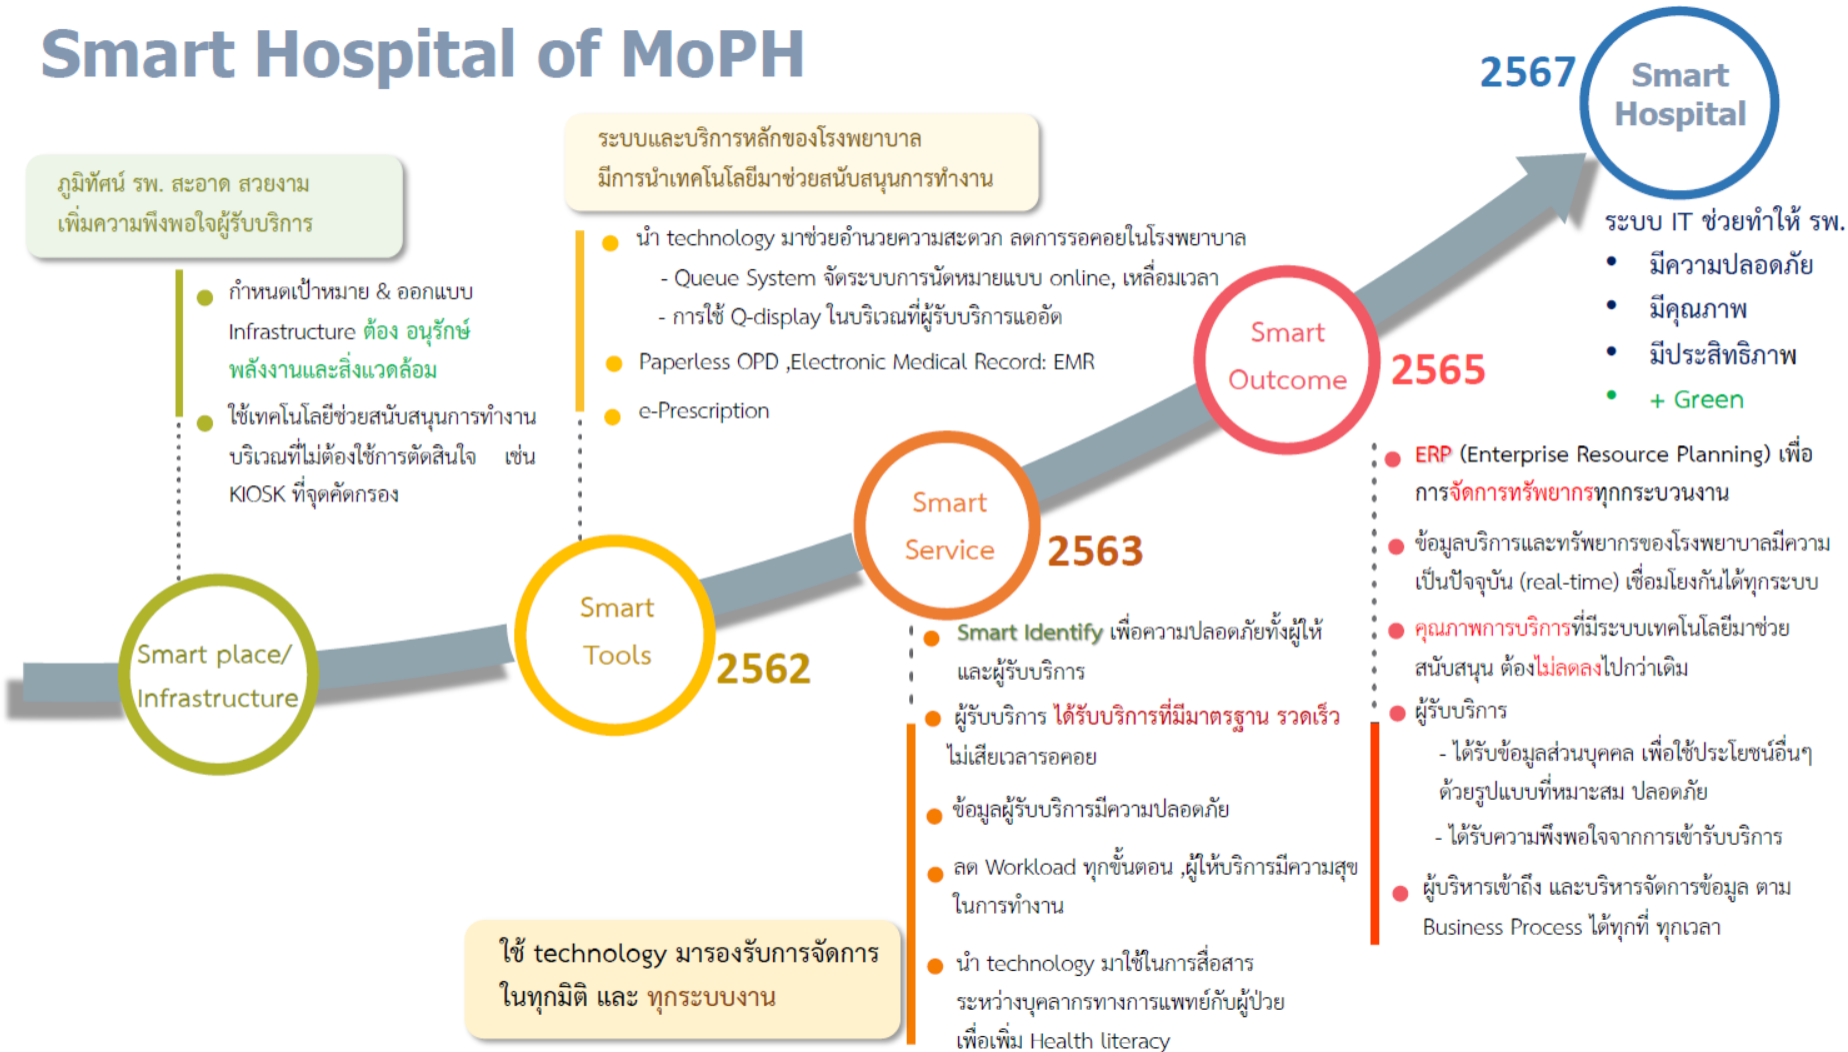 Smart Hospital of MoPH
ภูมิทัศน์ รพ. สะอาด สวยงาม
เพิ่มความพึงพอใจผู้รับบริการ
กำหนดเป้าหมาย & ออกแบบ
Infrastructure ต้อง อนุรักษ์
พลังงานและสิ่งแวดล้อม
ใช้เทคโนโลยีช่วยสนับสนุนการทำงาน
บริเวณที่ไม่ต้องใช้การตัดสินใจ เช่น
KIOSK ที่จุดคัดกรอง
Smart place/
Infrastructure
ระบบและบริการหลักของโรงพยาบาล
มีการนำเทคโนโลยีมาช่วยสนับสนุนการทำงาน
นำ technology มาช่วยอำนวยความสะดวก ลดการรอคอยในโรงพยาบาล
- Queue System จัดระบบการนัดหมายแบบ online, เหลื่อมเวลา
- การใช้ Q-display ในบริเวณที่ผู้รับบริการแออัด
Paperless OPD ,Electronic Medical Record: EMR
e-Prescription
Smart
Tools
2562
Smart
Service
2563
Smart Identify เพื่อความปลอดภัยทั้งผู้ให้
และผู้รับบริการ
ผู้รับบริการ ได้รับบริการที่มีมาตรฐาน รวดเร็ว
ไม่เสียเวลารอคอย
ข้อมูลผู้รับบริการมีความปลอดภัย
ลด Workload ทุกขั้นตอน ,ผู้ให้บริการมีความสุข
ในการทำงาน
นำ technology มาใช้ในการสื่อสาร
ระหว่างบุคลากรทางการแพทย์กับผู้ป่วย
เพื่อเพิ่ม Health literacy
ใช้ technology มารองรับการจัดการ
ในทุกมิติ และ ทุกระบบงาน
Smart
Outcome
2565
ERP (Enterprise Resource Planning) เพื่อ
การจัดการทรัพยากรทุกกระบวนงาน
ข้อมูลบริการและทรัพยากรของโรงพยาบาลมีความ
เป็นปัจจุบัน (real-time) เชื่อมโยงกันได้ทุกระบบ
คุณภาพการบริการที่มีระบบเทคโนโลยีมาช่วย
สนับสนุน ต้องไม่ลดลงไปกว่าเดิม
ผู้รับบริการ
- ได้รับข้อมูลส่วนบุคคล เพื่อใช้ประโยชน์อื่นๆ
ด้วยรูปแบบที่หมาะสม ปลอดภัย
- ได้รับความพึงพอใจจากการเข้ารับบริการ
ผู้บริหารเข้าถึง และบริหารจัดการข้อมูล ตาม
Business Process ได้ทุกที่ ทุกเวลา
2567
Smart
Hospital
ระบบ IT ช่วยทำให้ รพ.
มีความปลอดภัย
มีคุณภาพ
มีประสิทธิภาพ
+ Green